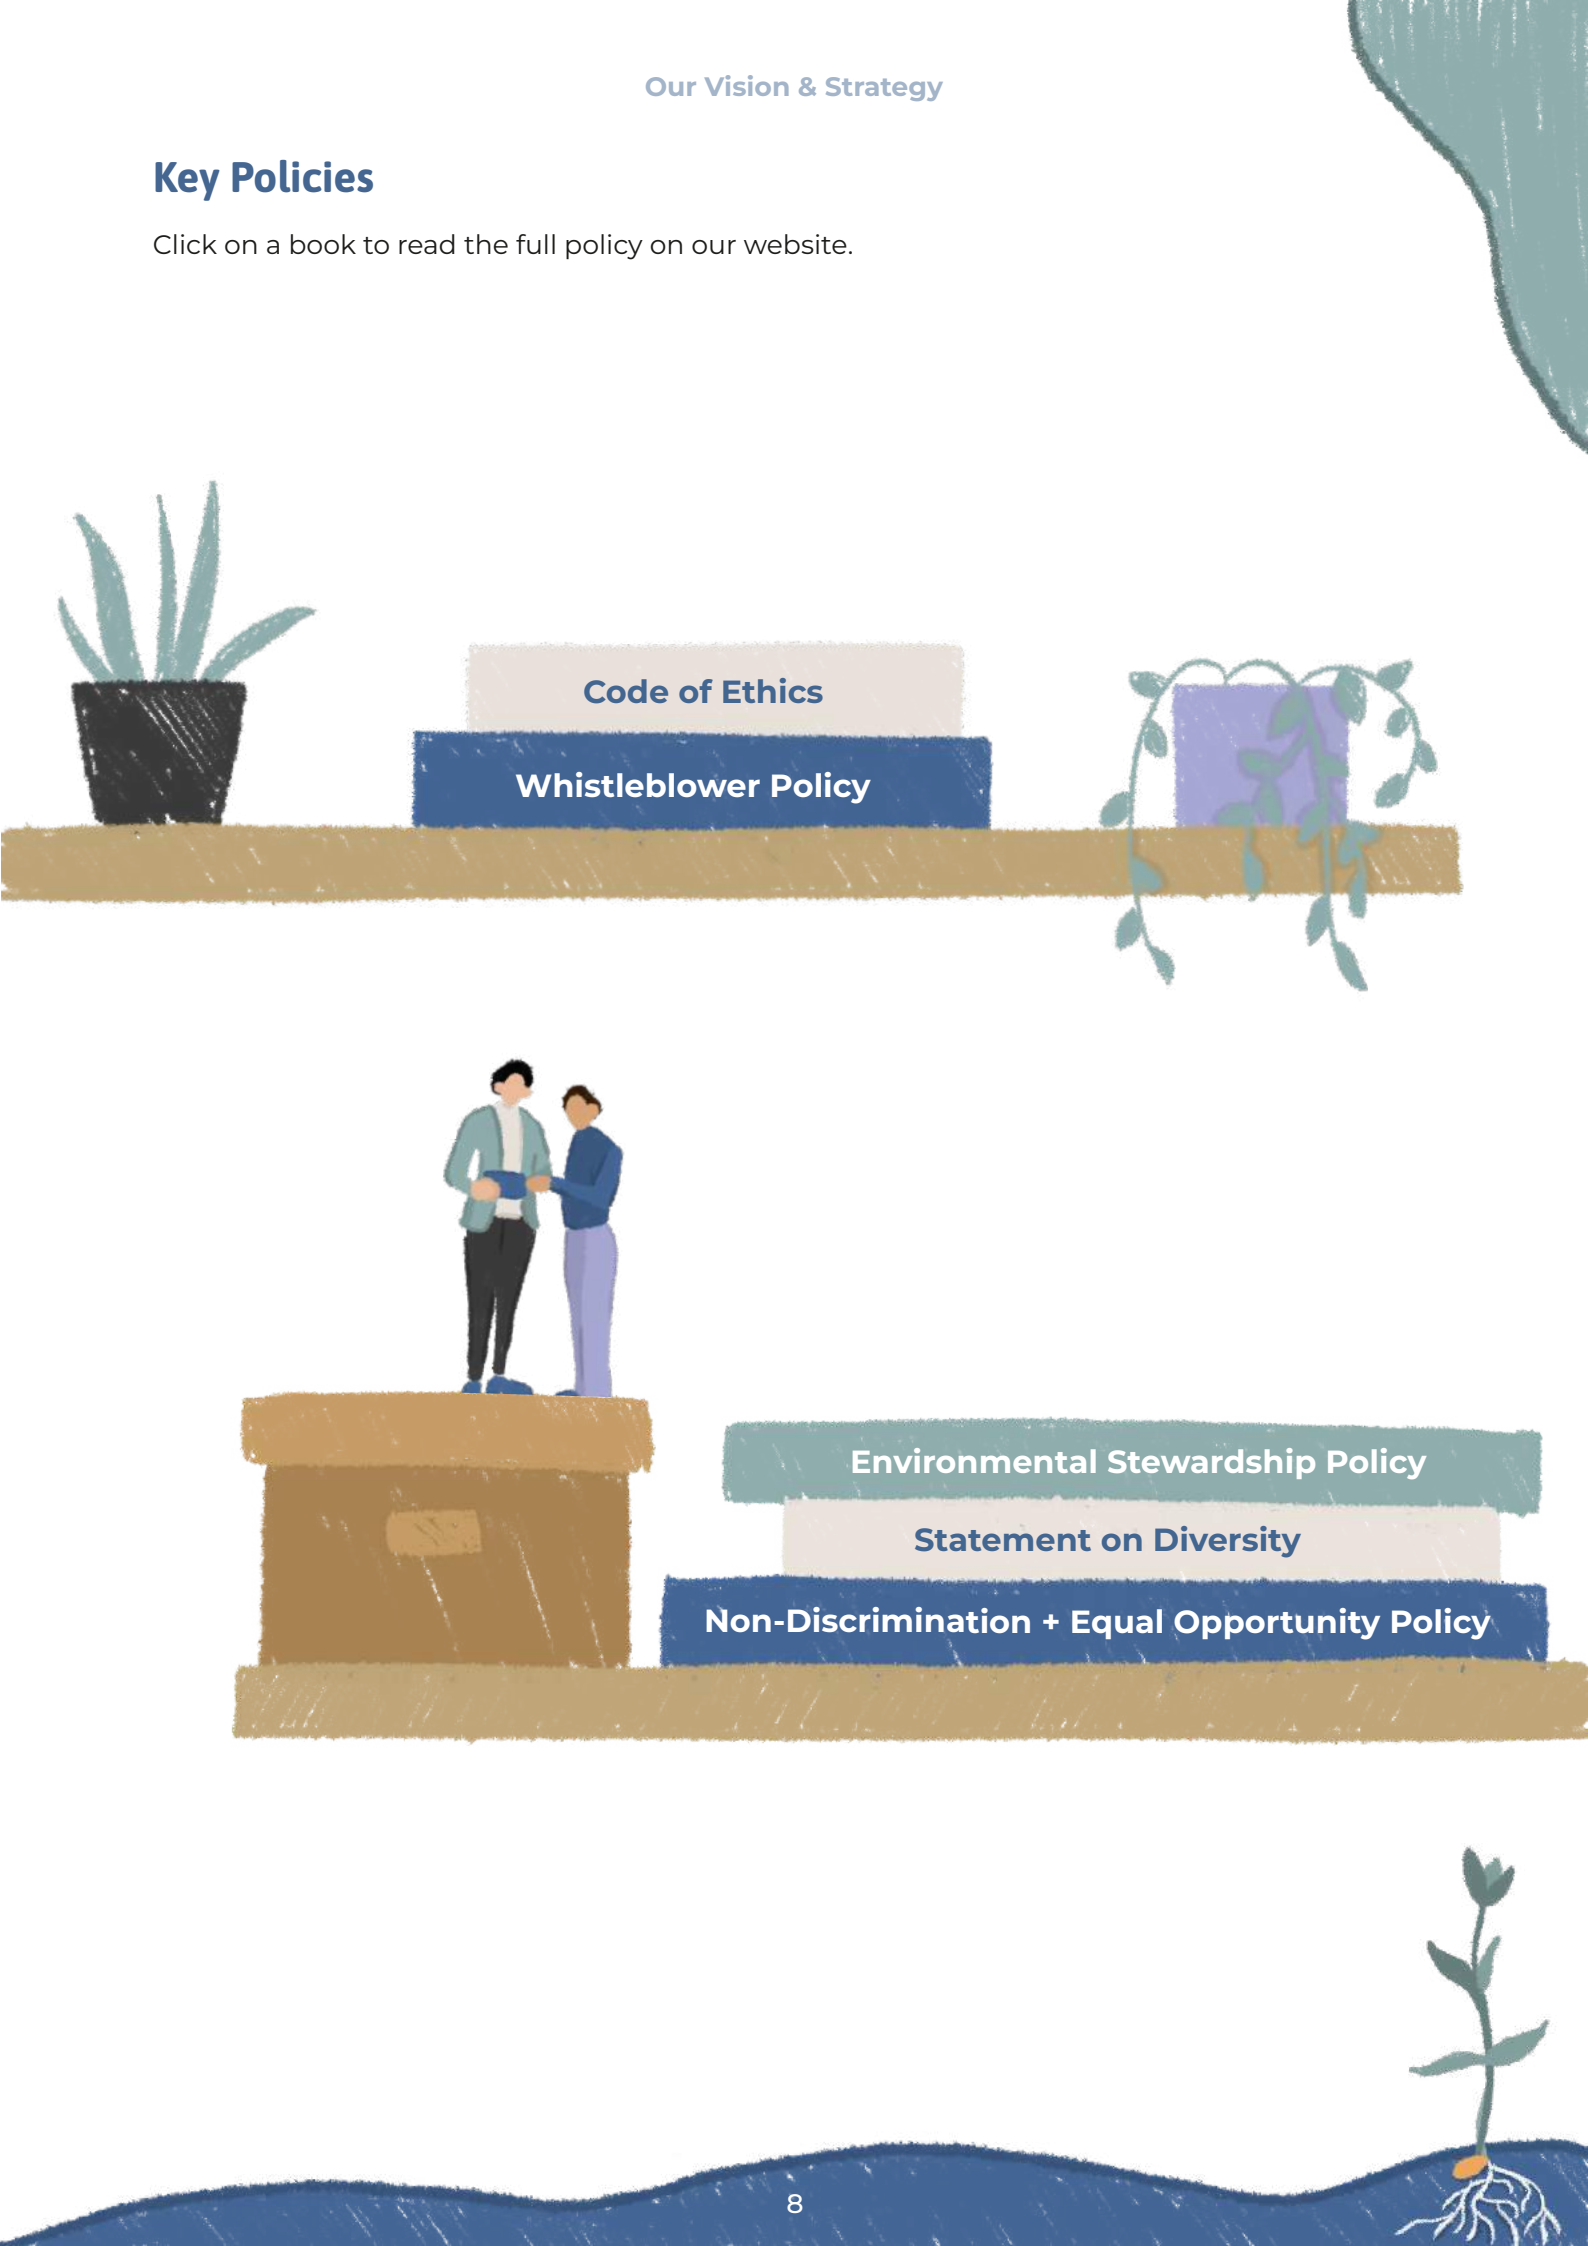 Our Vision & Strategy
Key Policies
Click on a book to read the full policy on our website.
Code of Ethics
Whistleblower Policy
Environmental Stewardship Policy
Statement on Diversity
Non-Discrimination + Equal Opportunity Policy
8